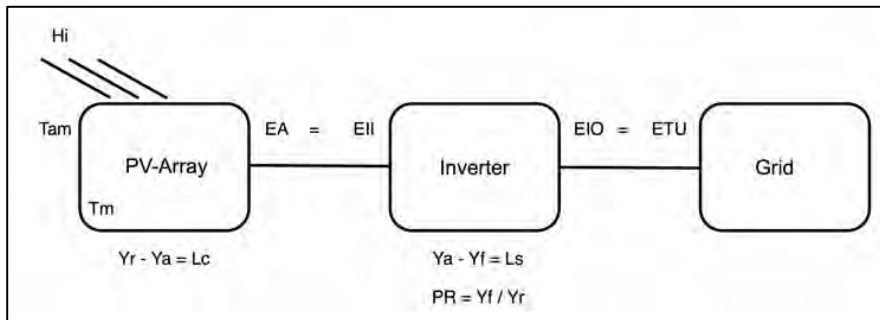 Hi
Tam
EA = EII
EIO = ETU
PV-Array
Inverter
Grid
Tm
Yr - Ya = Lc
Ya - Yf = Ls
PR = Yf / Yr